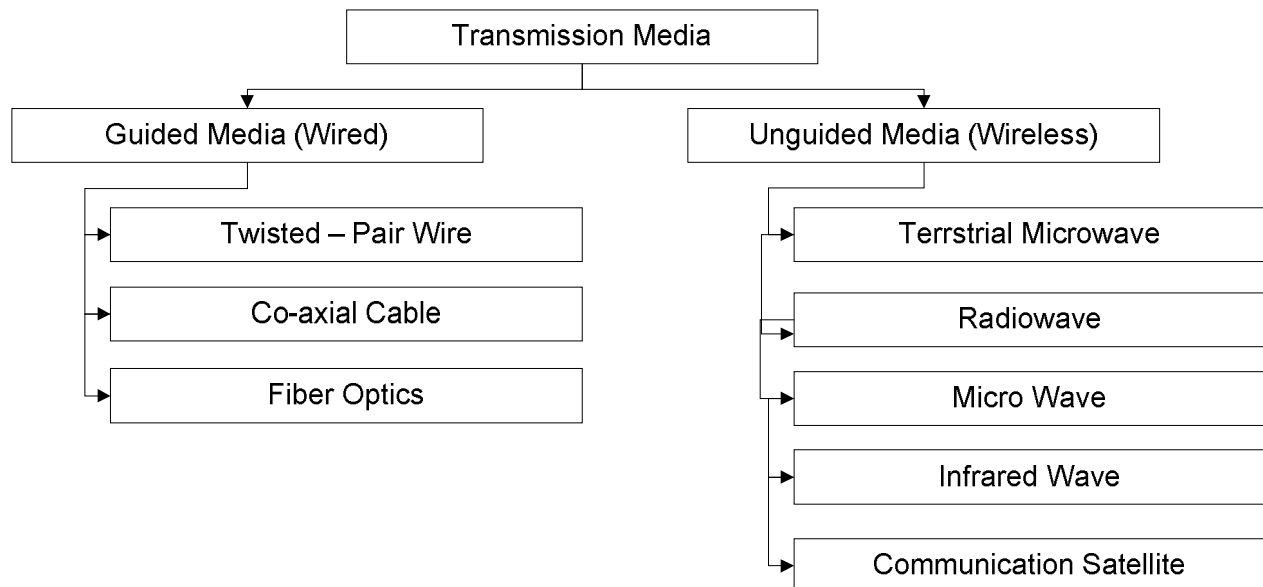 Transmission Media
Guided Media (Wired)
Unguided Media (Wireless)
Twisted – Pair Wire
Co-axial Cable
Fiber Optics
Terrstrial Microwave
Radiowave
Micro Wave
Infrared Wave
Communication Satellite